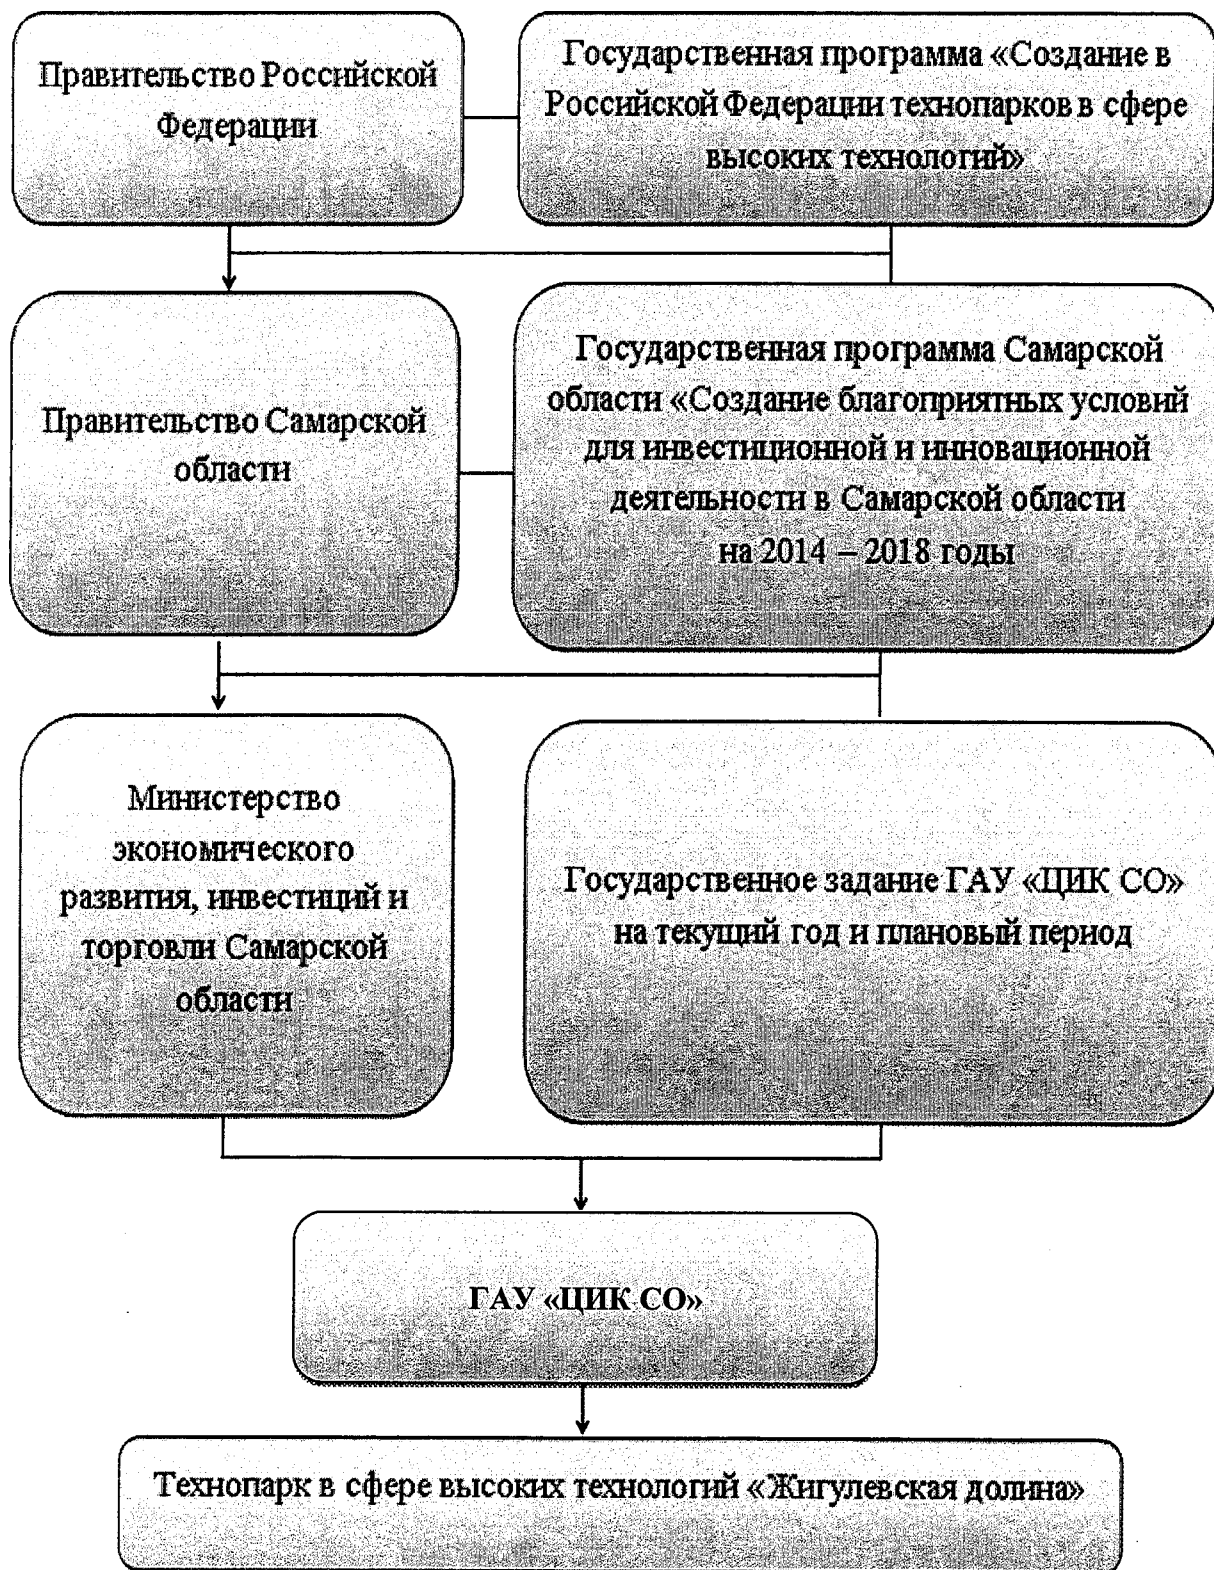 Правительство Российской
Федерации
Государственная программа «Создание в
Российской Федерации технопарков в сфере
высоких технологий»
Правительство Самарской
области
Государственная программа Самарской
области «Создание благоприятных условий
для инвестиционной и инновационной
деятельности в Самарской области
на 2014 – 2018 годы
Министерство
экономического
развития, инвестиций и
торговли Самарской
области
Государственное задание ГАУ «ЦИК СО»
на текущий год и плановый период
ГАУ «ЦИК СО»
Технопарк в сфере высоких технологий «Жигулевская долина»